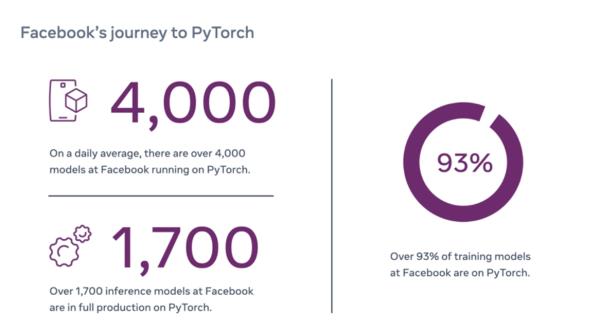 Facebook's journey to PyTorch
4,000
On a daily average, there are over 4,000
models at Facebook running on PyTorch.
1,700
Over 1,700 inference models at Facebook
are in full production on PyTorch.
93%
Over 93% of training models
at Facebook are on PyTorch.